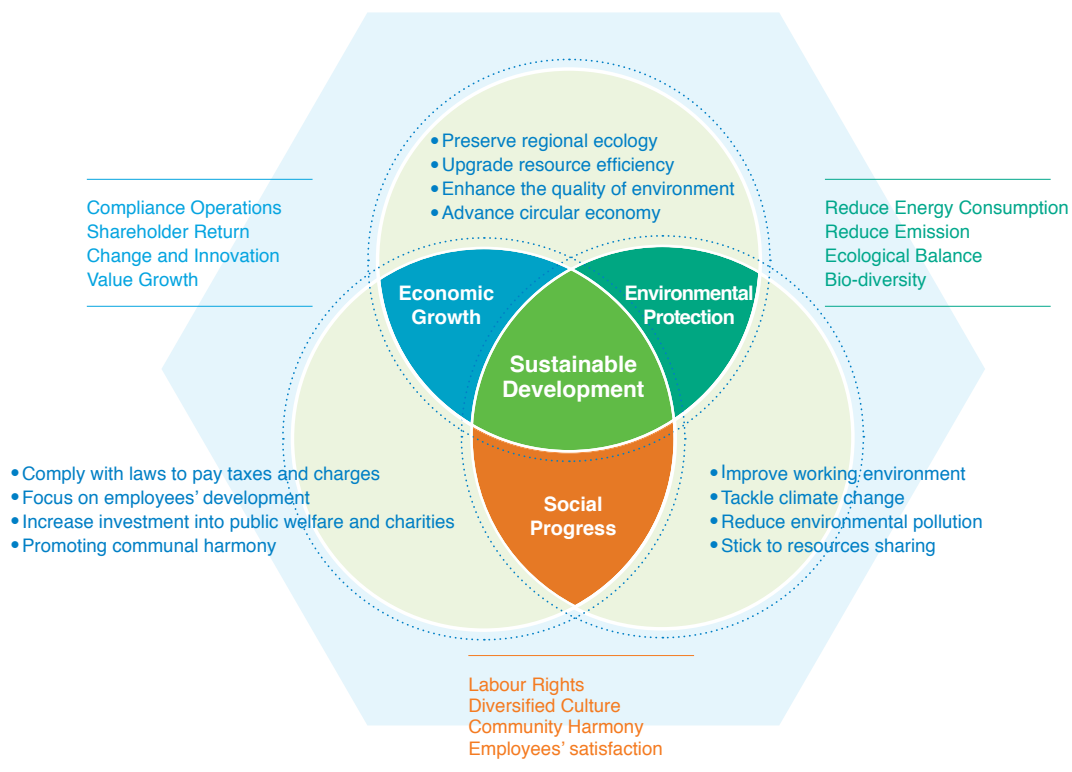 • Preserve regional ecology
• Upgrade resource efficiency
• Enhance the quality of environment
• Advance circular economy
Compliance Operations
Shareholder Return
Change and Innovation
Value Growth
Reduce Energy Consumption
Reduce Emission
Ecological Balance
Bio-diversity
Economic
Growth
Environmental
Protection
Sustainable
Development
• Comply with laws to pay taxes and charges
• Focus on employees’ development
• Increase investment into public welfare and charities
• Promoting communal harmony
Social
Progress
• Improve working environment
• Tackle climate change
• Reduce environmental pollution
• Stick to resources sharing
Labour Rights
Diversified Culture
Community Harmony
Employees’ satisfaction